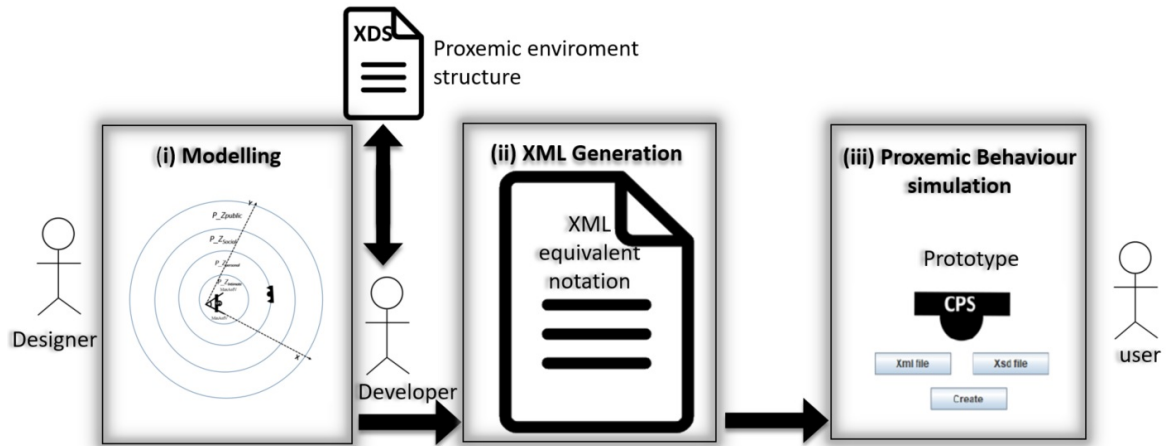 XDS
Proxemic enviroment
structure
(i) Modelling
P_Zpublic
P_ZSocial
Y
X
Designer
Developer
(ii) XML Generation
XML
equivalent
notation
(iii) Proxemic Behaviour
simulation
Prototype
CPS
Xml file
Xsd file
Create
user